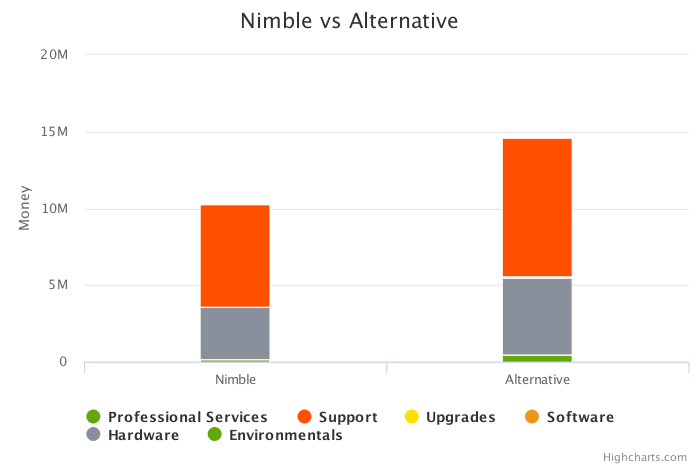 Nimble vs Alternative
20M
15M
10M
5M
0
Money
Nimble Alternative
Professional Services Support Upgrades Software
Hardware Environmentals
Highcharts.com